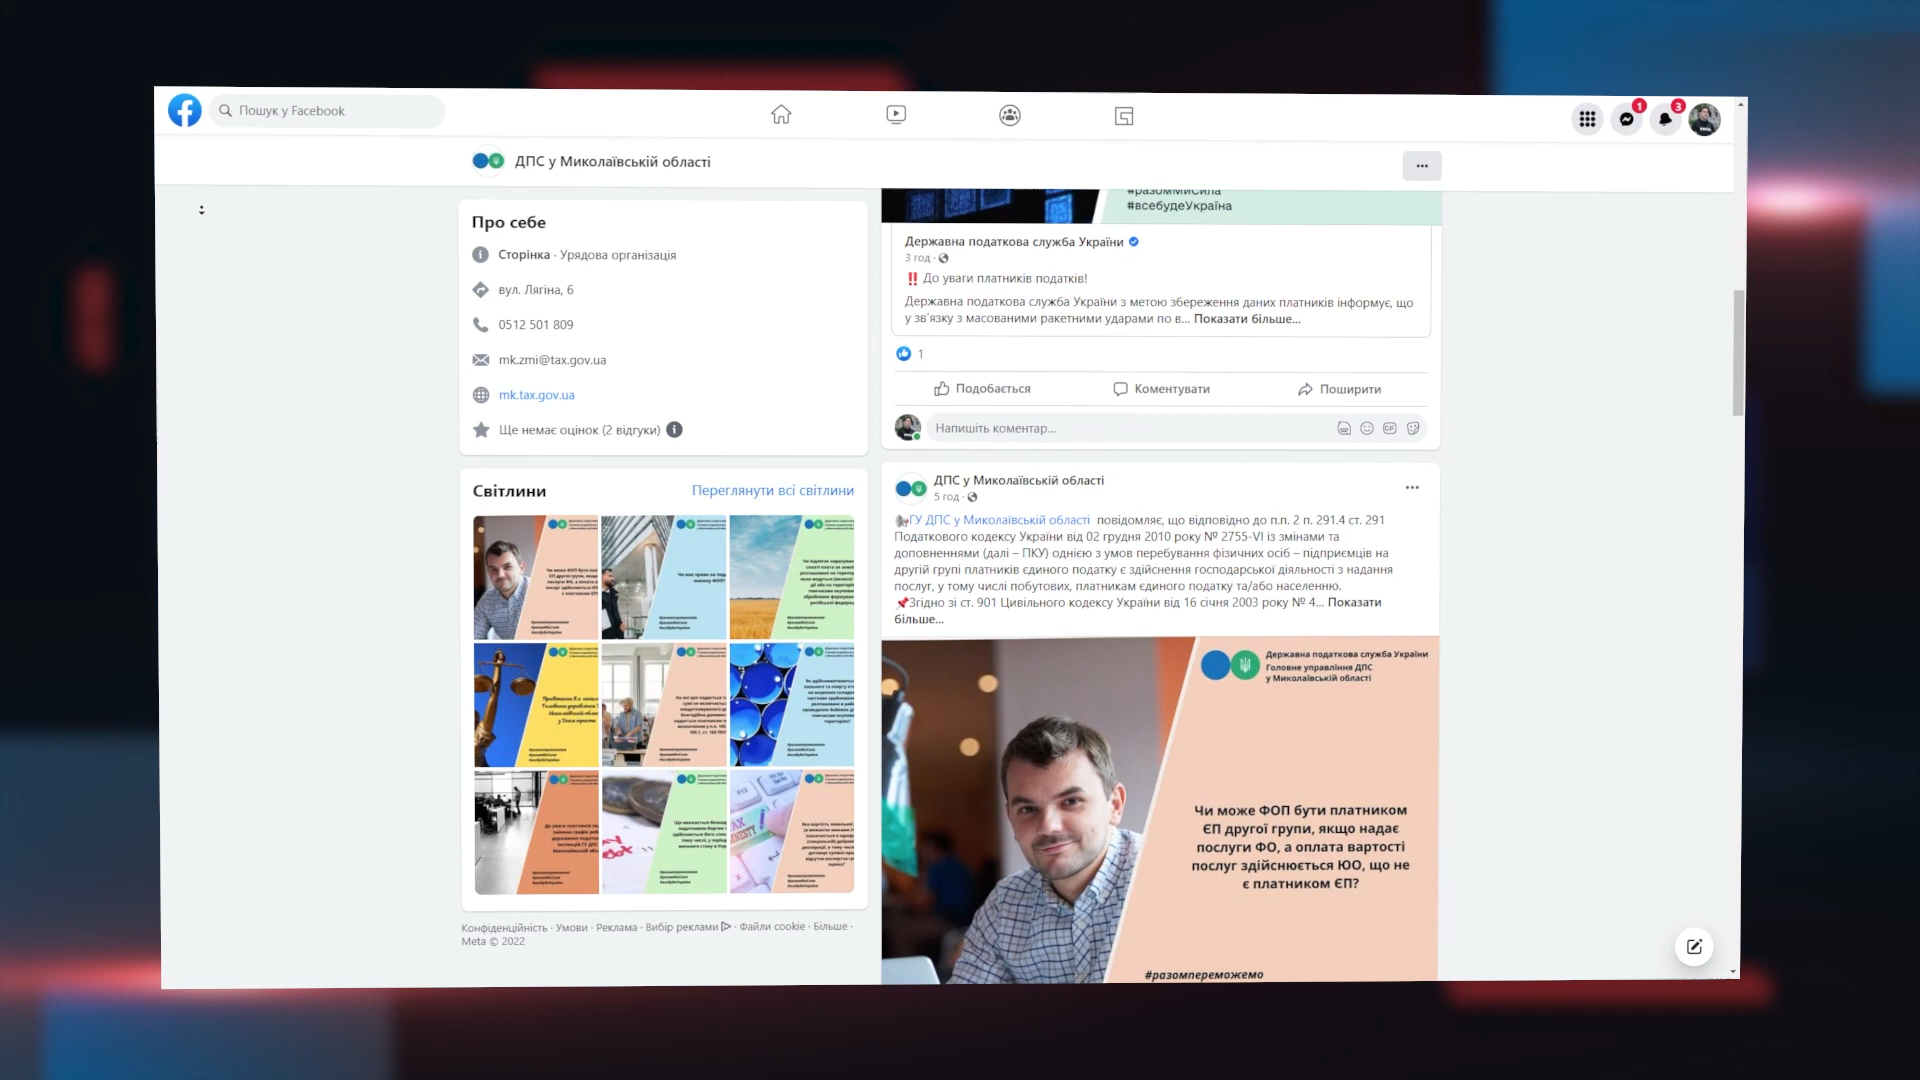 Пошук у Facebook
1
3
ДПС у Миколаївській області
Про себе
Сторінка · Урядова організація
вул. Лягіна, 6
0512 501 809
mk.zmi@tax.gov.ua
mk.tax.gov.ua
Ще немає оцінок (2 відгуки)
Світлини
Переглянути всі світлини
Конфіденційність · Умови · Реклама · Вибір реклами · Файли cookie · Більше ·
Meta © 2022
#разомМиСила
#всебудеУкраїна
Державна податкова служба України
3 год ·
‼ До уваги платників податків!
Державна податкова служба України з метою збереження даних платників інформує, що
у зв’язку з масованими ракетними ударами по в... Показати більше...
1
Подобається
Коментувати
Поширити
Напишіть коментар...
GIF
ДПС у Миколаївській області
5 год ·
ГУ ДПС у Миколаївській області повідомляє, що відповідно до п.п. 2 п. 291.4 ст. 291
Податкового кодексу України від 02 грудня 2010 року № 2755-VI із змінами та
доповненнями (далі – ПКУ) однією з умов перебування фізичних осіб – підприємців на
другій групі платників єдиного податку є здійснення господарської діяльності з надання
послуг, у тому числі побутових, платникам єдиного податку та/або населенню.
📌Згідно зі ст. 901 Цивільного кодексу України від 16 січня 2003 року № 4... Показати
більше...
Державна податкова служба України
Головне управління ДПС
у Миколаївській області
Чи може ФОП бути платником
ЄП другої групи, якщо надає
послуги ФО, а оплата вартості
послуг здійснюється ЮО, що не
є платником ЄП?
#разомпереможемо